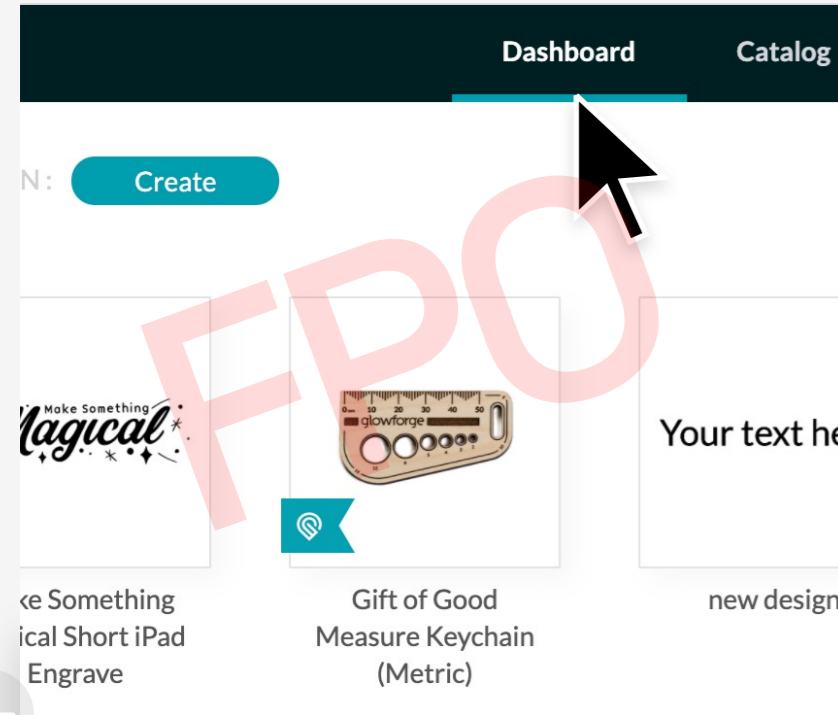 Dashboard Catalog
N: Create
FPO
Make Something
Magical
0 10 20 30 40 50
glowforge
Your text he
ke Something
ical Short iPad
Engrave
Gift of Good
Measure Keychain
(Metric)
new design